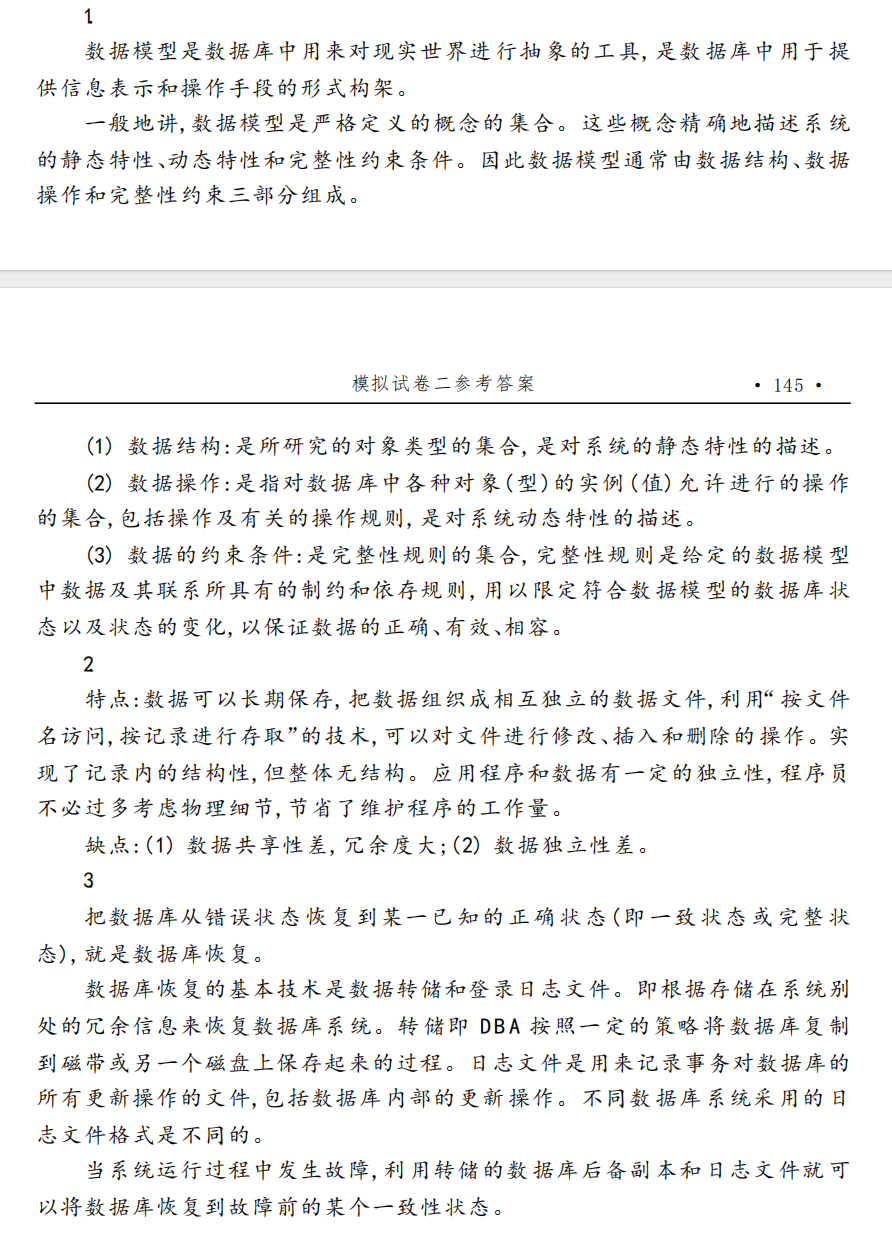 1.
数据模型是数据库中用来对现实世界进行抽象的工具,是数据库中用于提
供信息表示和操作手段的形式构架。
一般地讲,数据模型是严格定义的概念的集合。这些概念精确地描述系统
的静态特性、动态特性和完整性约束条件。因此数据模型通常由数据结构、数据
操作和完整性约束三部分组成。
模拟试卷二参考答案 • 145 •
(1) 数据结构:是所研究的对象类型的集合,是对系统的静态特性的描述。
(2) 数据操作:是指对数据库中各种对象(型)的实例(值)允许进行的操作
的集合,包括操作及有关的操作规则,是对系统动态特性的描述。
(3) 数据的约束条件:是完整性规则的集合,完整性规则是给定的数据模型
中数据及其联系所具有的制约和依存规则,用以限定符合数据模型的数据库状
态以及状态的变化,以保证数据的正确、有效、相容。
2
特点:数据可以长期保存,把数据组织成相互独立的数据文件,利用“按文件
名访问,按记录进行存取”的技术,可以对文件进行修改、插入和删除的操作。实
现了记录内的结构性,但整体无结构。应用程序和数据有一定的独立性,程序员
不必过多考虑物理细节,节省了维护程序的工作量。
缺点:(1) 数据共享性差,冗余度大;(2) 数据独立性差。
3
把数据库从错误状态恢复到某一已知的正确状态(即一致状态或完整状
态),就是数据库恢复。
数据库恢复的基本技术是数据转储和登录日志文件。即根据存储在系统别
处的冗余信息来恢复数据库系统。转储即 DBA 按照一定的策略将数据库复制
到磁带或另一个磁盘上保存起来的过程。日志文件是用来记录事务对数据库的
所有更新操作的文件,包括数据库内部的更新操作。不同数据库系统采用的日
志文件格式是不同的。
当系统运行过程中发生故障,利用转储的数据库后备副本和日志文件就可
以将数据库恢复到故障前的某个一致性状态。